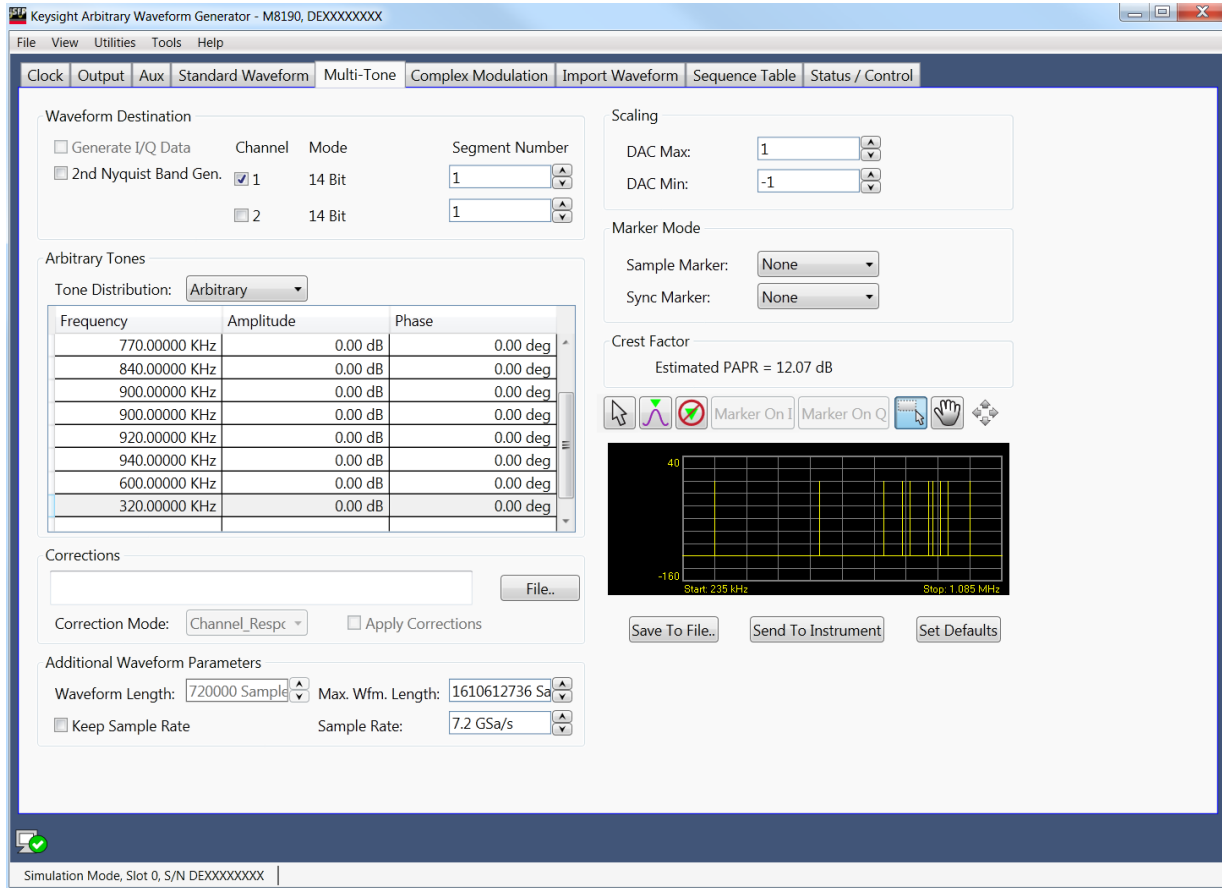 Keysight Arbitrary Waveform Generator - M8190, DEXXXXXXXX
File View Utilities Tools Help
Clock Output Aux Standard Waveform Multi-Tone Complex Modulation Import Waveform Sequence Table Status / Control
Waveform Destination
Generate I/Q Data Channel Mode Segment Number
2nd Nyquist Band Gen. 1 14 Bit 1
2 14 Bit 1
Arbitrary Tones
Tone Distribution: Arbitrary
Frequency Amplitude Phase
770.00000 KHz 0.00 dB 0.00 deg
840.00000 KHz 0.00 dB 0.00 deg
900.00000 KHz 0.00 dB 0.00 deg
900.00000 KHz 0.00 dB 0.00 deg
920.00000 KHz 0.00 dB 0.00 deg
940.00000 KHz 0.00 dB 0.00 deg
600.00000 KHz 0.00 dB 0.00 deg
320.00000 KHz 0.00 dB 0.00 deg
Corrections
File..
Correction Mode: Channel_Respc Apply Corrections
Additional Waveform Parameters
Waveform Length: 720000 Sample Max. Wfm. Length: 1610612736 Sa
Keep Sample Rate Sample Rate: 7.2 GSa/s
Scaling
DAC Max: 1
DAC Min: -1
Marker Mode
Sample Marker: None
Sync Marker: None
Crest Factor
Estimated PAPR = 12.07 dB
Marker On I Marker On Q
40
-160
Start: 235 kHz Stop: 1.085 MHz
Save To File.. Send To Instrument Set Defaults
Simulation Mode, Slot 0, S/N DEXXXXXXXX